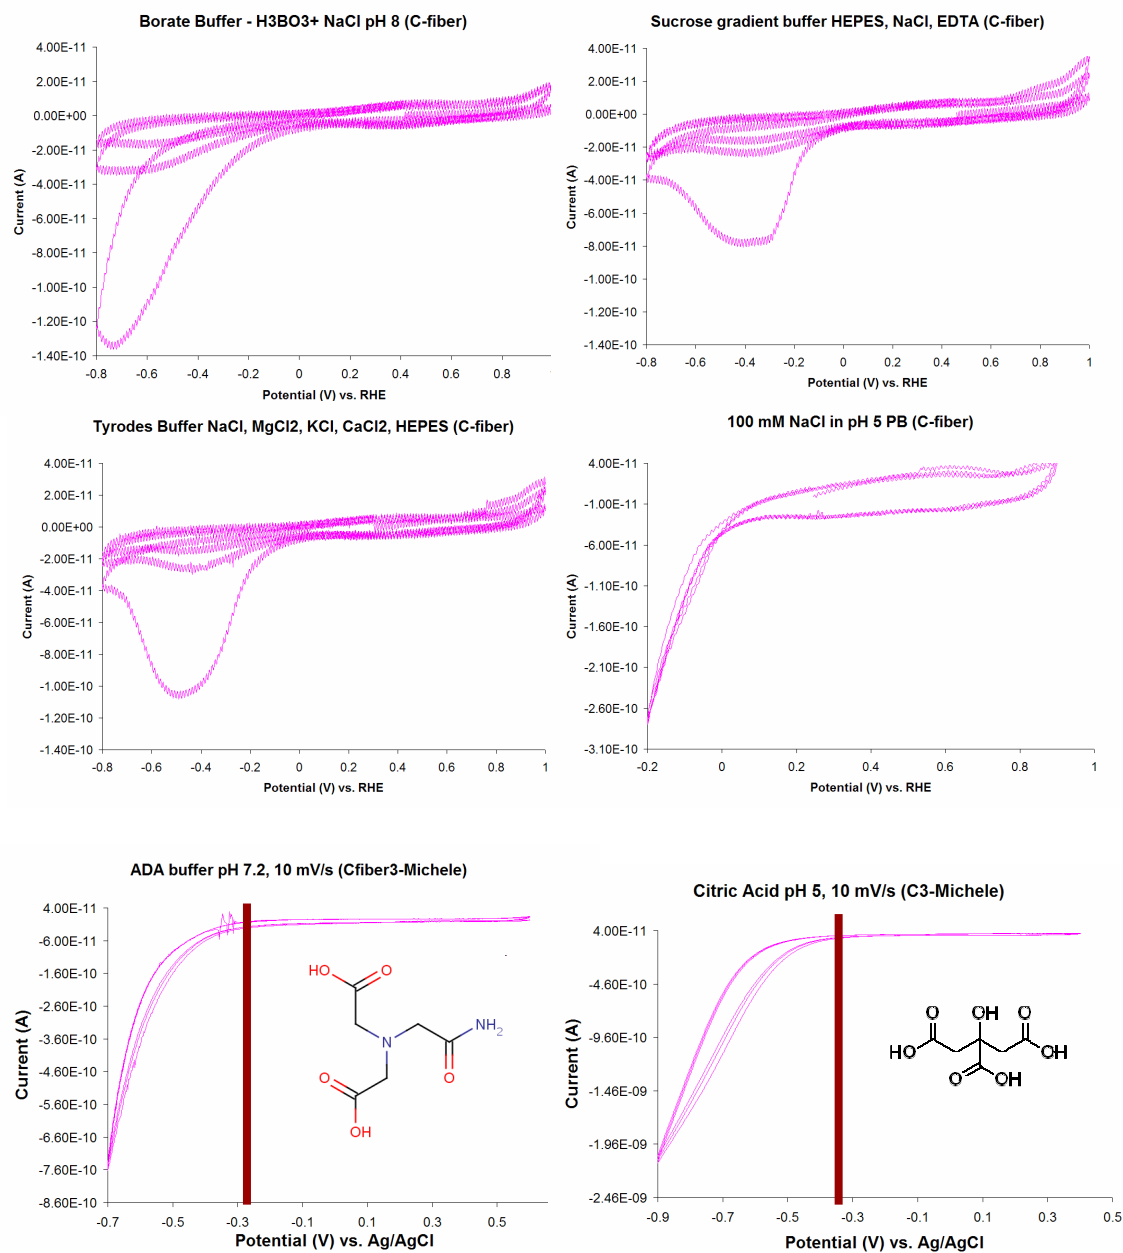 Borate Buffer - H3BO3+ NaCl pH 8 (C-fiber)
4.00E-11
2.00E-11
0.00E+00
-2.00E-11
-4.00E-11
-6.00E-11
-8.00E-11
-1.00E-10
-1.20E-10
-1.40E-10
Current (A)
-0.8 -0.6 -0.4 -0.2 0 0.2 0.4 0.6 0.8
Potential (V) vs. RHE
Sucrose gradient buffer HEPES, NaCl, EDTA (C-fiber)
4.00E-11
2.00E-11
0.00E+00
-2.00E-11
-4.00E-11
-6.00E-11
-8.00E-11
-1.00E-10
-1.20E-10
-1.40E-10
Current (A)
-0.8 -0.6 -0.4 -0.2 0 0.2 0.4 0.6 0.8 1
Potential (V) vs. RHE
Tyrodes Buffer NaCl, MgCl2, KCl, CaCl2, HEPES (C-fiber)
4.00E-11
2.00E-11
0.00E+00
-2.00E-11
-4.00E-11
-6.00E-11
-8.00E-11
-1.00E-10
-1.20E-10
-1.40E-10
Current (A)
-0.8 -0.6 -0.4 -0.2 0 0.2 0.4 0.6 0.8 1
Potential (V) vs. RHE
100 mM NaCl in pH 5 PB (C-fiber)
4.00E-11
-1.00E-11
-6.00E-11
-1.10E-10
-1.60E-10
-2.10E-10
-2.60E-10
-3.10E-10
Current (A)
-0.2 0 0.2 0.4 0.6 0.8 1
Potential (V) vs. RHE
ADA buffer pH 7.2, 10 mV/s (Cfiber3-Michele)
4.00E-11
-6.00E-11
-1.60E-10
-2.60E-10
-3.60E-10
-4.60E-10
-5.60E-10
-6.60E-10
-7.60E-10
-8.60E-10
Current (A)
HO O
N NH2
O O
OH
-0.7 -0.5 -0.3 -0.1 0.1 0.3 0.5
Potential (V) vs. Ag/AgCl
Citric Acid pH 5, 10 mV/s (C3-Michele)
4.00E-11
-4.60E-10
-9.60E-10
-1.46E-09
-1.96E-09
-2.46E-09
Current (A)
O OH O
HO OH
O OH
-0.9 -0.7 -0.5 -0.3 -0.1 0.1 0.3 0.5
Potential (V) vs. Ag/AgCl